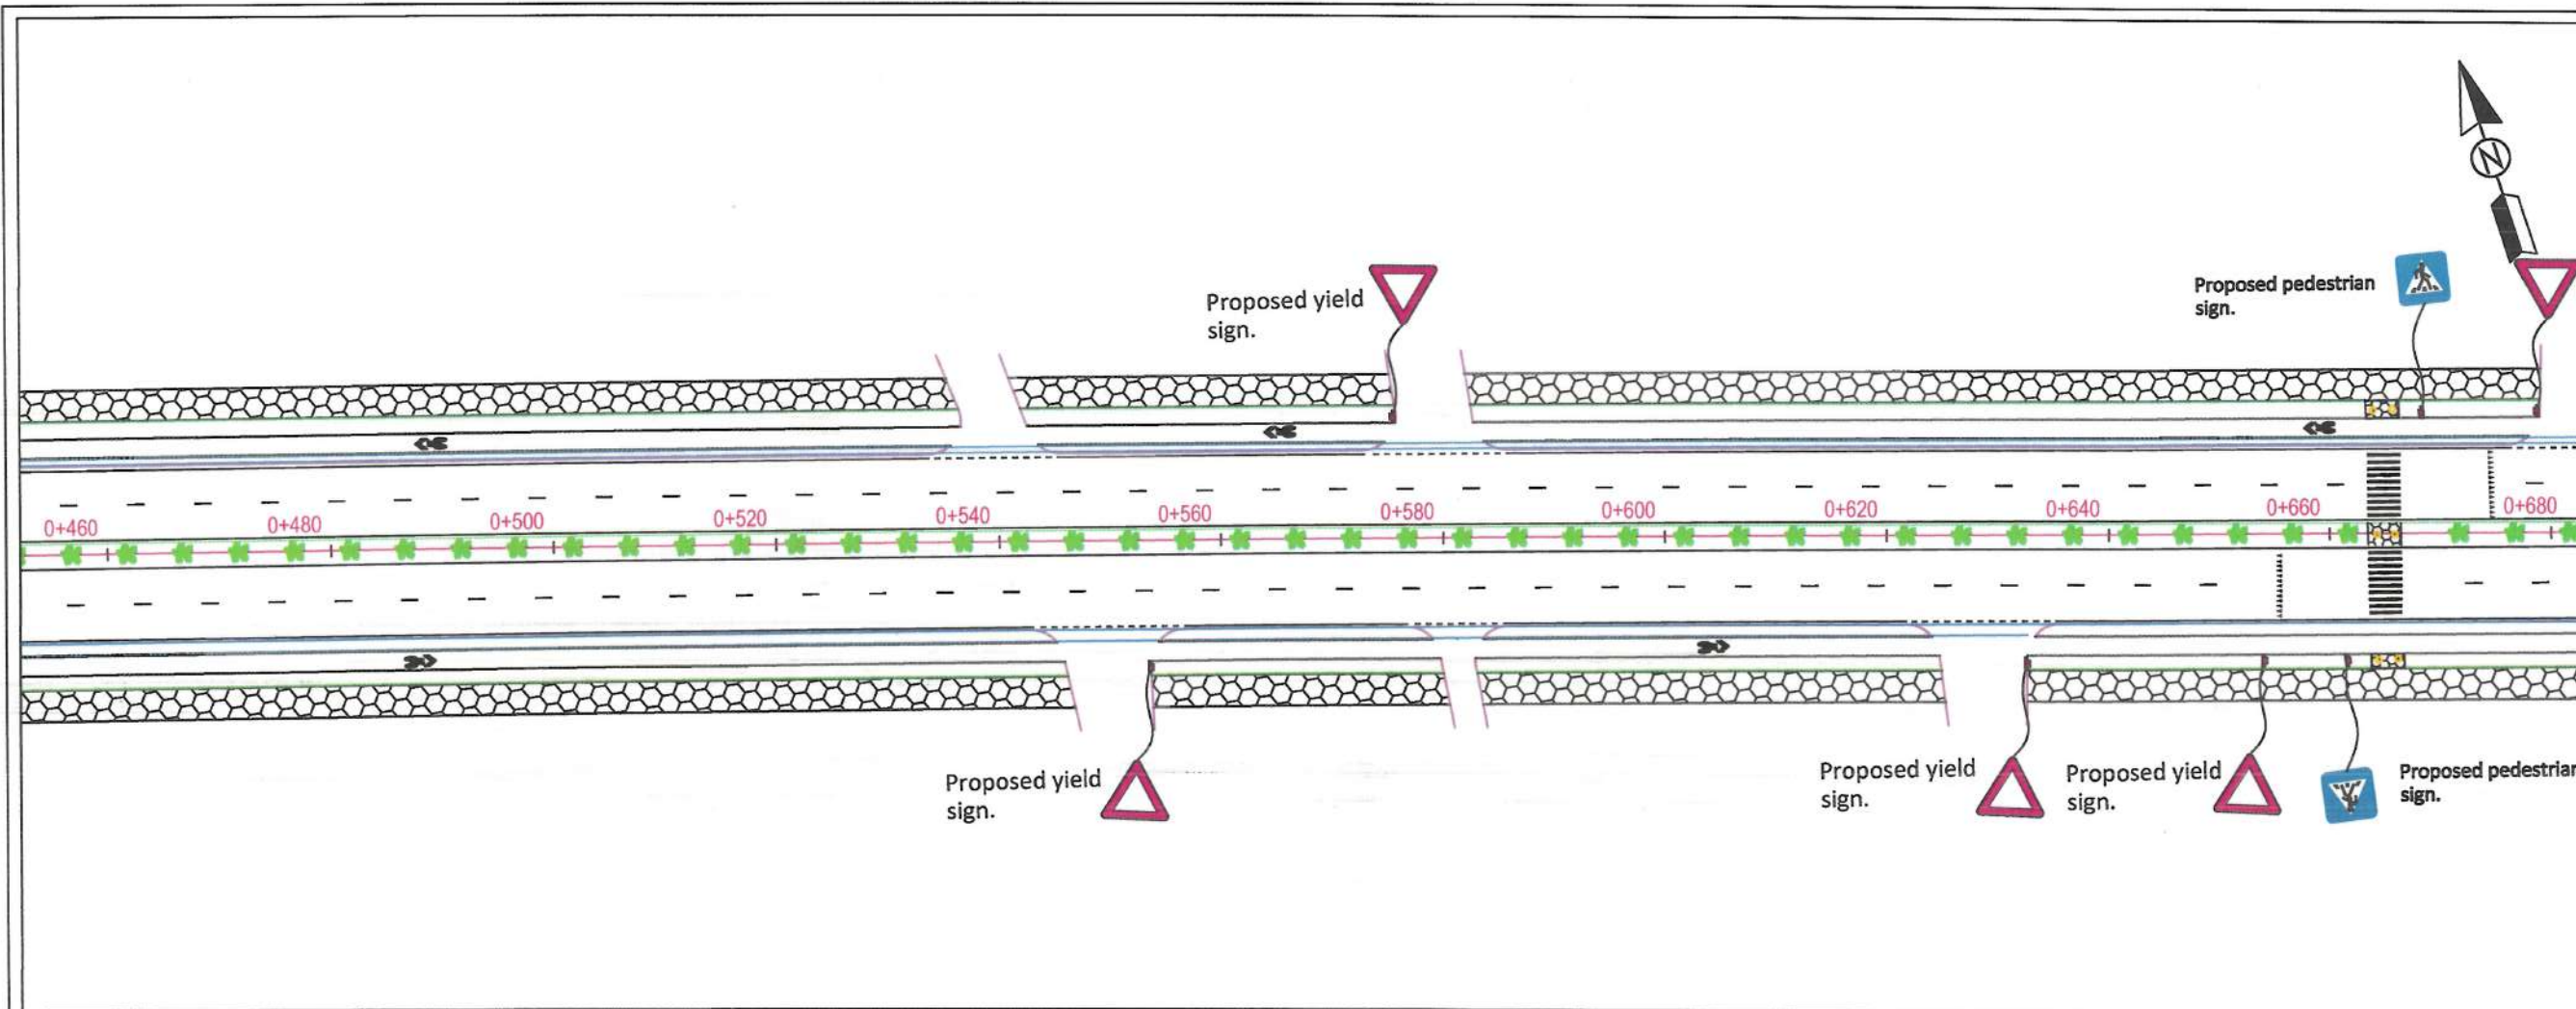 N
Proposed yield
sign.
Proposed pedestrian
sign.
0+460
0+480
0+500
0+520
0+540
0+560
0+580
0+600
0+620
0+640
0+660
0+680
Proposed yield
sign.
Proposed yield
sign.
Proposed yield
sign.
Proposed pedestrian
sign.